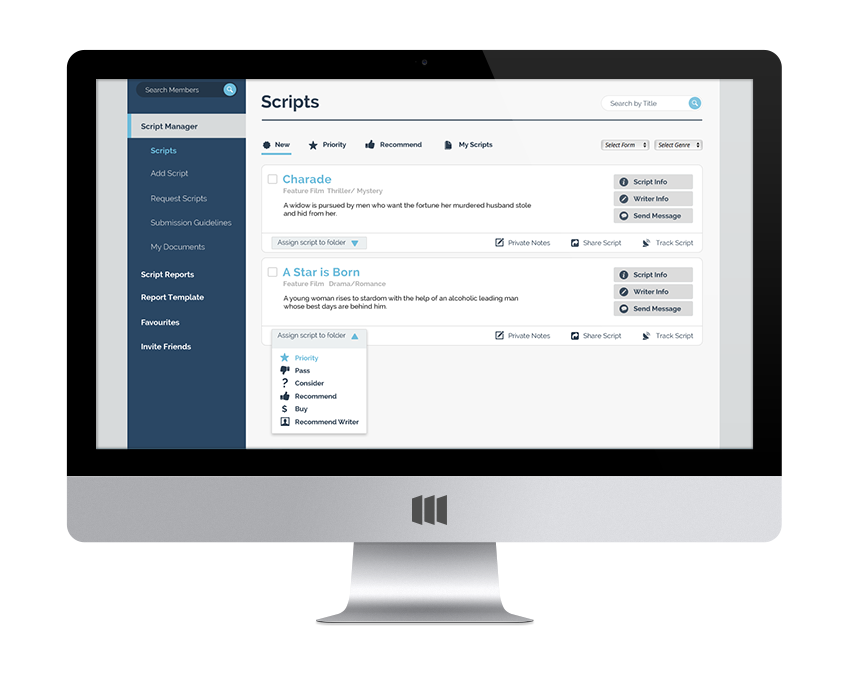 Search Members
Script Manager
Scripts
Add Script
Request Scripts
Submission Guidelines
My Documents
Script Reports
Report Template
Favourites
Invite Friends
Scripts
Search by Title
New
Priority
Recommend
My Scripts
Select Form
Select Genre
Charade
Feature Film Thriller/ Mystery
A widow is pursued by men who want the fortune her murdered husband stole
and hid from her.
Script Info
Writer Info
Send Message
Assign script to folder
Private Notes
Share Script
Track Script
A Star is Born
Feature Film Drama/Romance
A young woman rises to stardom with the help of an alcoholic leading man
whose best days are behind him.
Script Info
Writer Info
Send Message
Assign script to folder
Private Notes
Share Script
Track Script
Priority
Pass
? Consider
Recommend
$ Buy
Recommend Writer